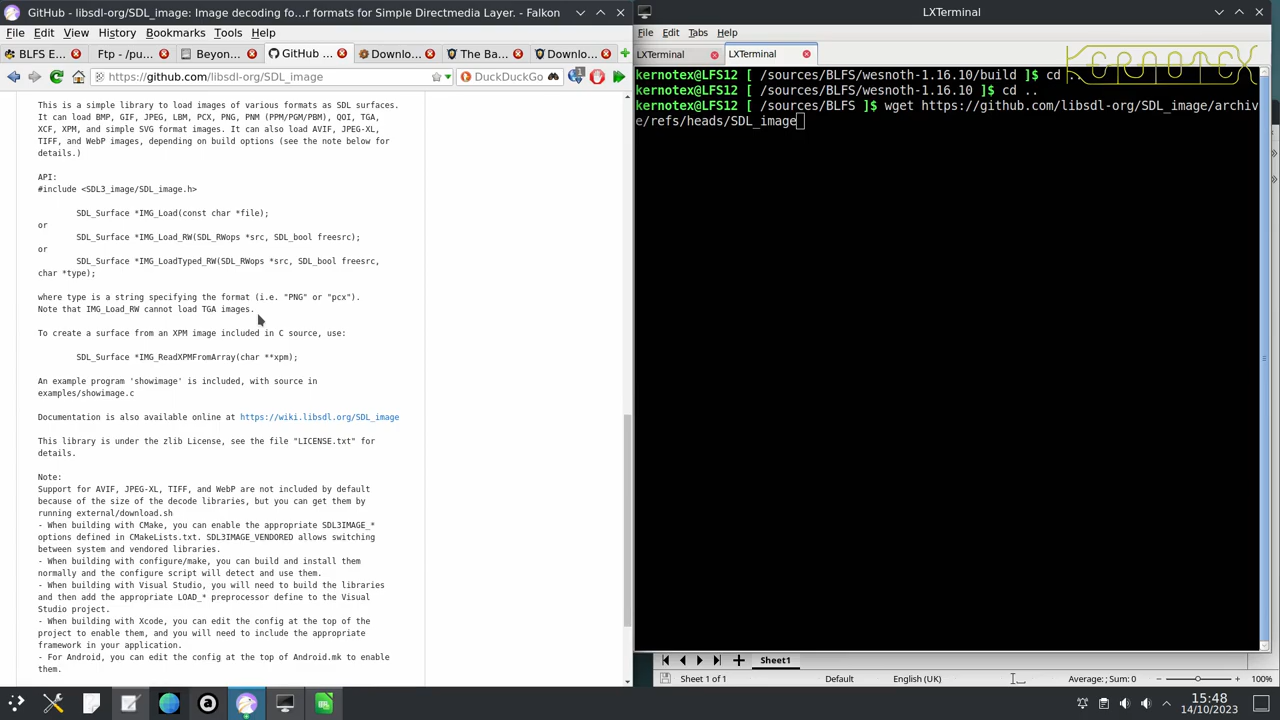 GitHub - libsdl-org/SDL_image: Image decoding fo...r formats for Simple Directmedia Layer. - Falkon
File Edit View History Bookmarks Tools Help
BLFS E...
Ftp - /pu...
Beyon...
GitHub ...
Downlo...
The Ba...
Downlo...
https://github.com/libsdl-org/SDL_image
DuckDuckGo
This is a simple library to load images of various formats as SDL surfaces.
It can load BMP, GIF, JPEG, LBM, PCX, PNG, PNM (PPM/PGM/PBM), QOI, TGA,
XCF, XPM, and simple SVG format images. It can also load AVIF, JPEG-XL,
TIFF, and WebP images, depending on build options (see the note below for
details.)
API:
#include <SDL3_image/SDL_image.h>
SDL_Surface *IMG_Load(const char *file);
or
SDL_Surface *IMG_Load_RW(SDL_RWops *src, SDL_bool freesrc);
or
SDL_Surface *IMG_LoadTyped_RW(SDL_RWops *src, SDL_bool freesrc,
char *type);
where type is a string specifying the format (i.e. "PNG" or "pcx").
Note that IMG_Load_RW cannot load TGA images.
To create a surface from an XPM image included in C source, use:
SDL_Surface *IMG_ReadXPMFromArray(char **xpm);
An example program 'showimage' is included, with source in
examples/showimage.c
Documentation is also available online at https://wiki.libsdl.org/SDL_image
This library is under the zlib License, see the file "LICENSE.txt" for
details.
Note:
Support for AVIF, JPEG-XL, TIFF, and WebP are not included by default
because of the size of the decode libraries, but you can get them by
running external/download.sh
- When building with CMake, you can enable the appropriate SDL3IMAGE_*
options defined in CMakeLists.txt. SDL3IMAGE_VENDORED allows switching
between system and vendored libraries.
- When building with configure/make, you can build and install them
normally and the configure script will detect and use them.
- When building with Visual Studio, you will need to build the libraries
and then add the appropriate LOAD_* preprocessor define to the Visual
Studio project.
- When building with Xcode, you can edit the config at the top of the
project to enable them, and you will need to include the appropriate
framework in your application.
- For Android, you can edit the config at the top of Android.mk to enable
them.
LXTerminal
File Edit Tabs Help
LXTerminal
LXTerminal
KERNOTEX
kernotex@LFS12 [ /sources/BLFS/wesnoth-1.16.10/build ]$ cd ..
kernotex@LFS12 [ /sources/BLFS/wesnoth-1.16.10 ]$ cd ..
kernotex@LFS12 [ /sources/BLFS ]$ wget https://github.com/libsdl-org/SDL_image/archiv
e/refs/heads/SDL_image
Sheet1
Sheet 1 of 1
Default
English (UK)
Average: ; Sum: 0
100%
15:48
14/10/2023